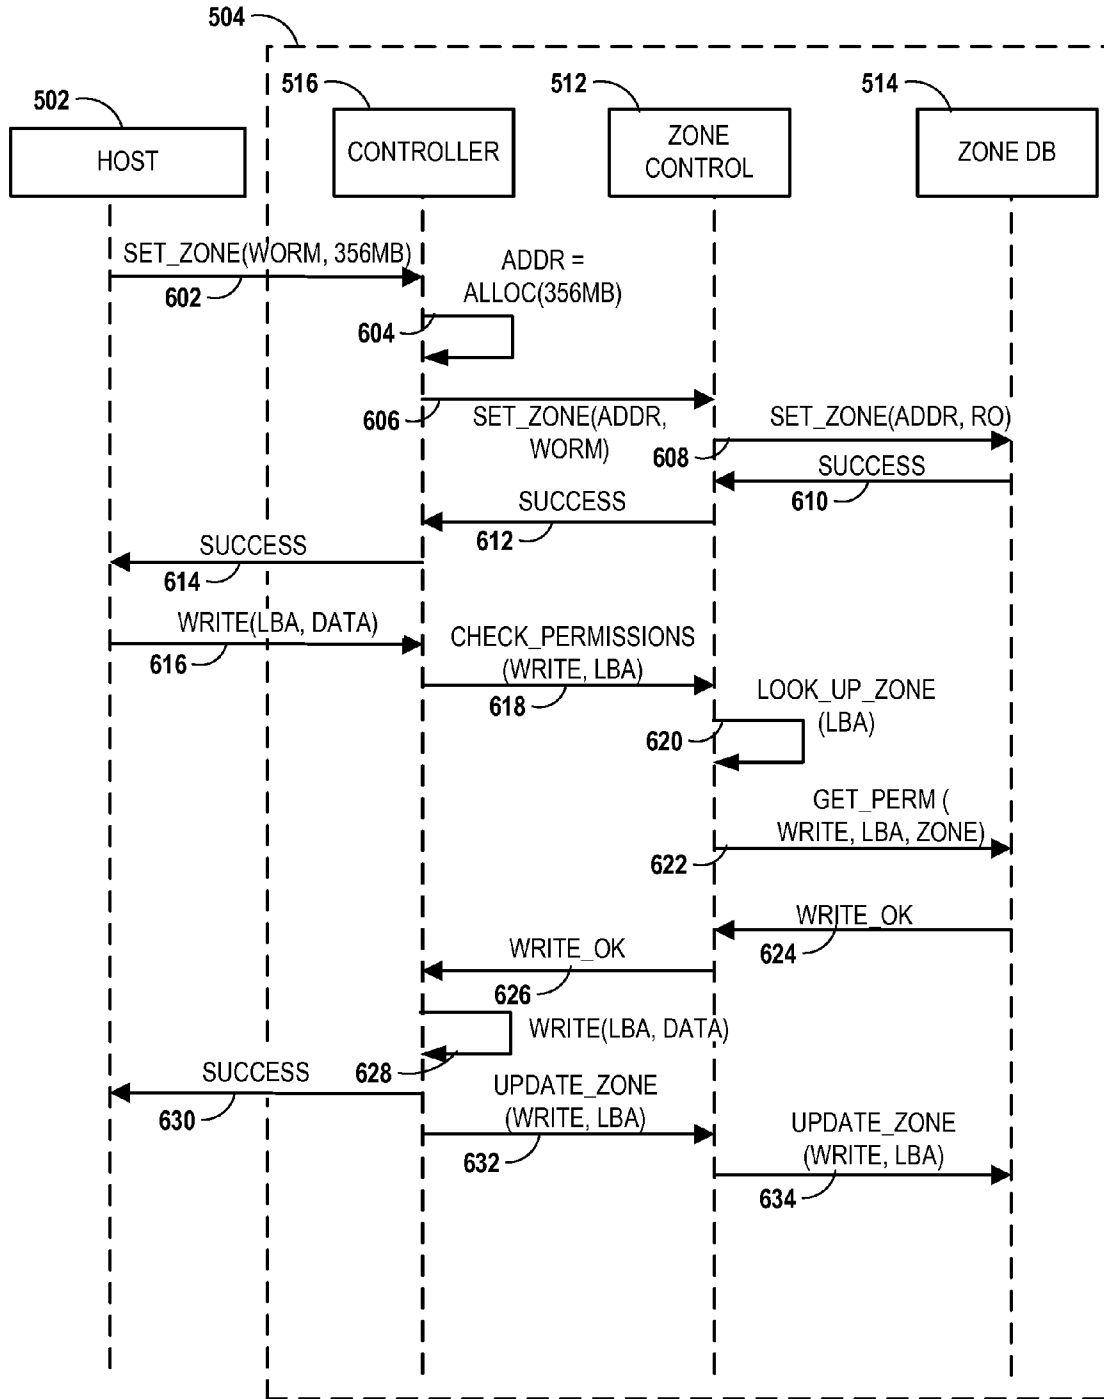 504
516
512
514
502
HOST
CONTROLLER
ZONE
CONTROL
ZONE DB
SET_ZONE(WORM, 356MB)
602
ADDR =
ALLOC(356MB)
604
606
SET_ZONE(ADDR,
WORM)
SET_ZONE(ADDR, RO)
608
SUCCESS
610
SUCCESS
612
SUCCESS
614
WRITE(LBA, DATA)
616
CHECK_PERMISSIONS
(WRITE, LBA)
618
LOOK_UP_ZONE
(LBA)
620
GET_PERM (
WRITE, LBA, ZONE)
622
WRITE_OK
624
WRITE_OK
626
WRITE(LBA, DATA)
628
SUCCESS
630
UPDATE_ZONE
(WRITE, LBA)
632
UPDATE_ZONE
(WRITE, LBA)
634